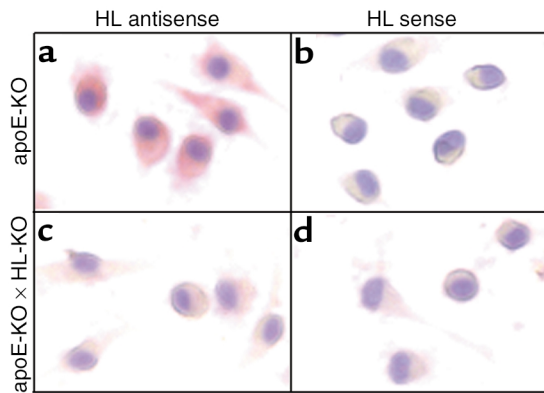 HL antisense
HL sense
apoE-KO
a
b
apoE-KO × HL-KO
c
d